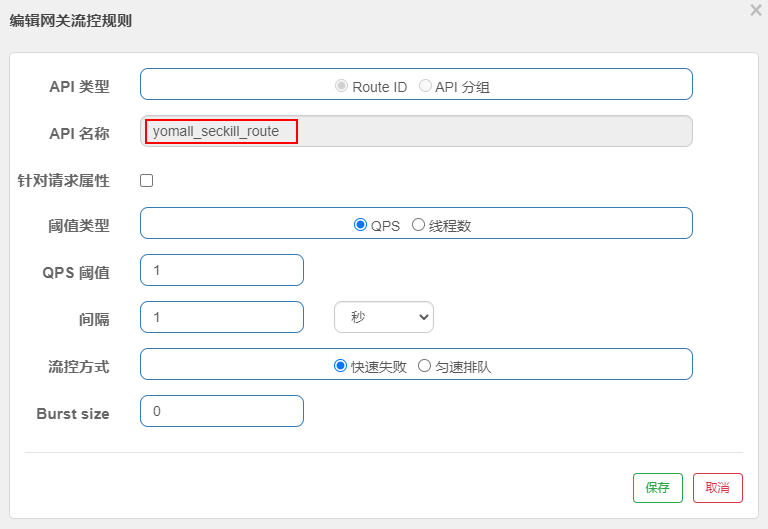 编辑网关流控规则
×
API 类型
Route ID API 分组
API 名称
yomall_seckill_route
针对请求属性
阈值类型
QPS 线程数
QPS 阈值
1
间隔
1 秒
流控方式
快速失败 匀速排队
Burst size
0
保存 取消